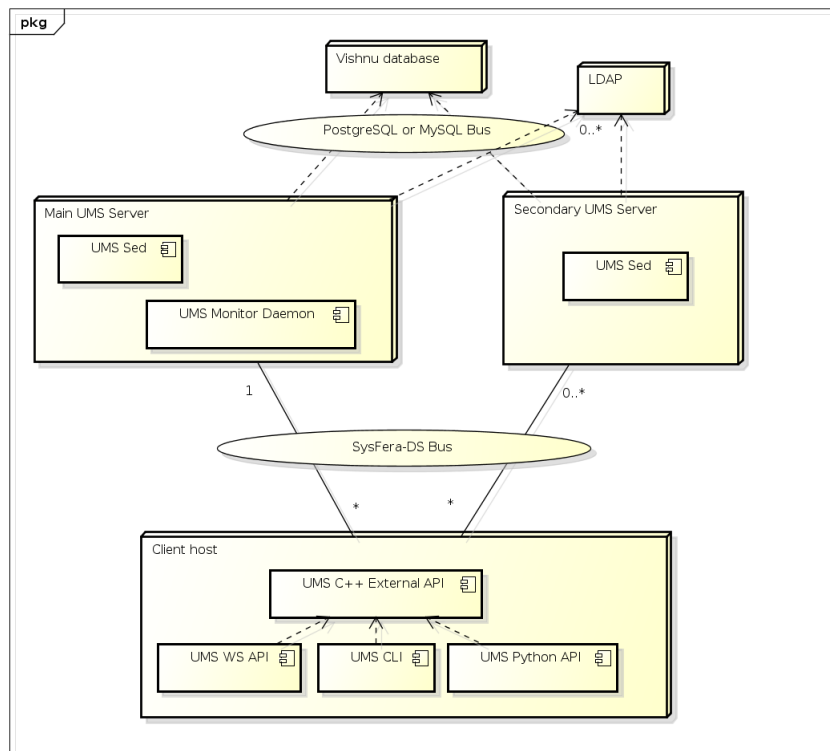 pkg
Vishnu database
LDAP
PostgreSQL or MySQL Bus
0..*
Main UMS Server
UMS Sed
UMS Monitor Daemon
Secondary UMS Server
UMS Sed
1
0..*
SysFera-DS Bus
*
*
Client host
UMS C++ External API
UMS WS API
UMS CLI
UMS Python API